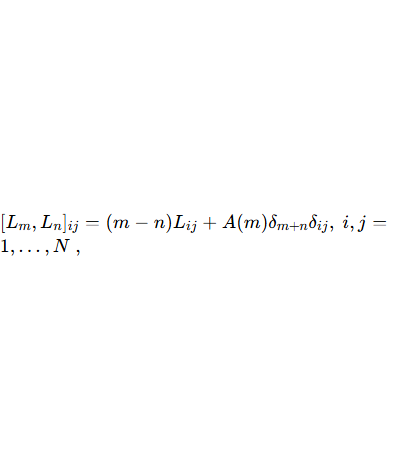 [L_m, L_n]_{ij} = (m − n)L_{ij} + A(m)δ_{m+n}δ_{ij}, i, j =
1, …, N ,